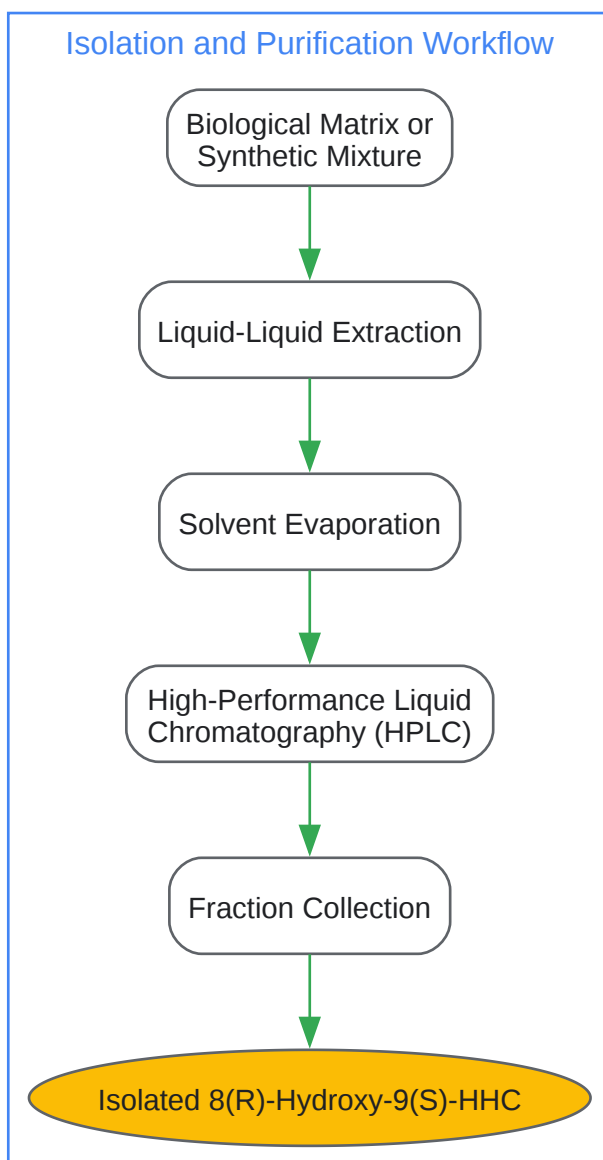 Isolation and Purification Workflow
Biological Matrix or
Synthetic Mixture
Liquid-Liquid Extraction
Solvent Evaporation
High-Performance Liquid
Chromatography (HPLC)
Fraction Collection
Isolated 8(R)-Hydroxy-9(S)-HHC